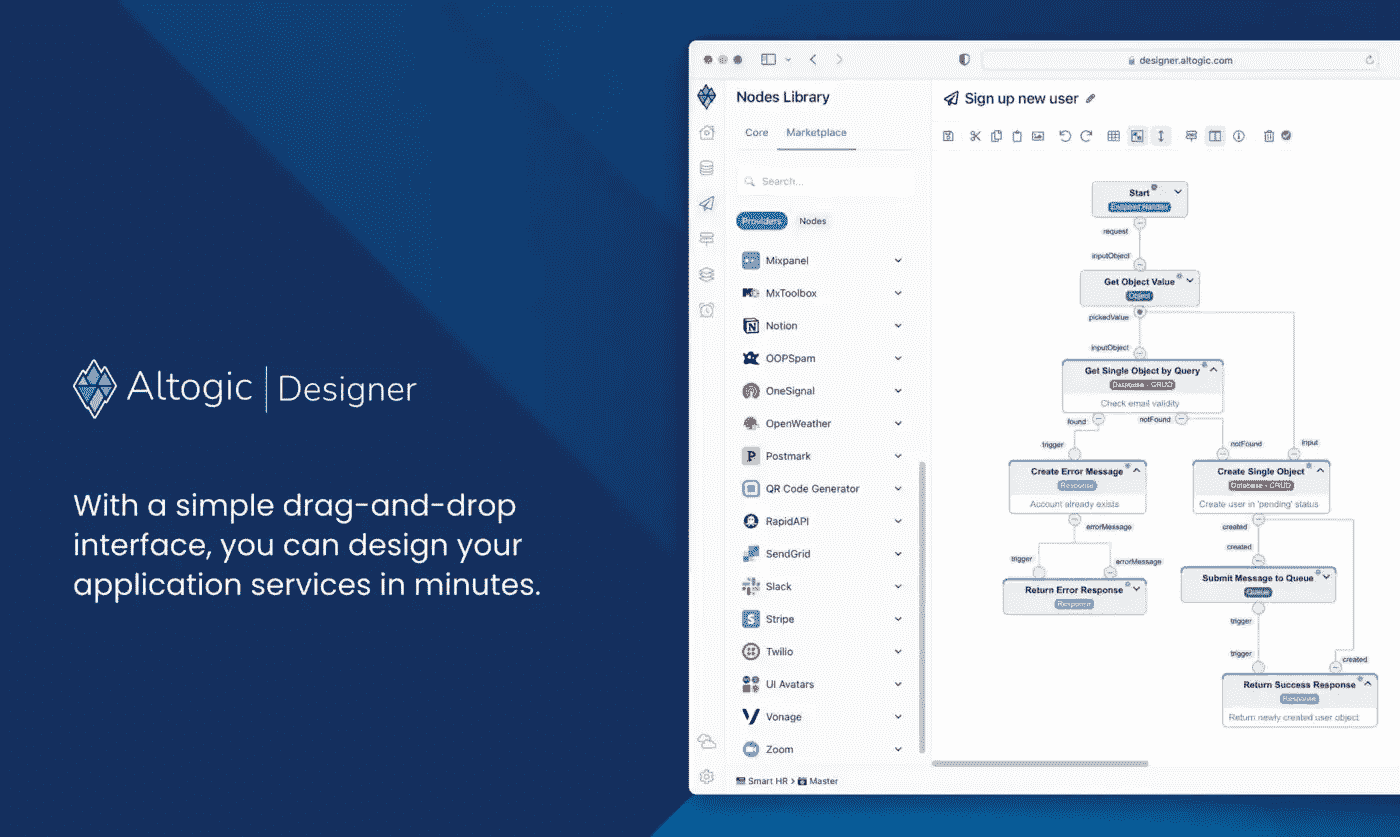 Altogic | Designer
With a simple drag-and-drop
interface, you can design your
application services in minutes.
designer.altogic.com
Nodes Library
Core Marketplace
Search...
Providers Nodes
Mixpanel
MxToolbox
Notion
OOPSpam
OneSignal
OpenWeather
Postmark
QR Code Generator
RapidAPI
SendGrid
Slack
Stripe
Twilio
UI Avatars
Vonage
Zoom
Smart HR > Master
Sign up new user
Start
Endpoint Handler
request
inputObject
Get Object Value
Object
pickedValue
inputObject
Get Single Object by Query
Database - CRUD
Check email validity
found notFound
trigger notFound input
Create Error Message
Response
Account already exists
errorMessage
trigger errorMessage
Return Error Response
Response
Create Single Object
Database - CRUD
Create user in 'pending' status
created
created
Submit Message to Queue
Queue
trigger
trigger created
Return Success Response
Response
Return newly created user object